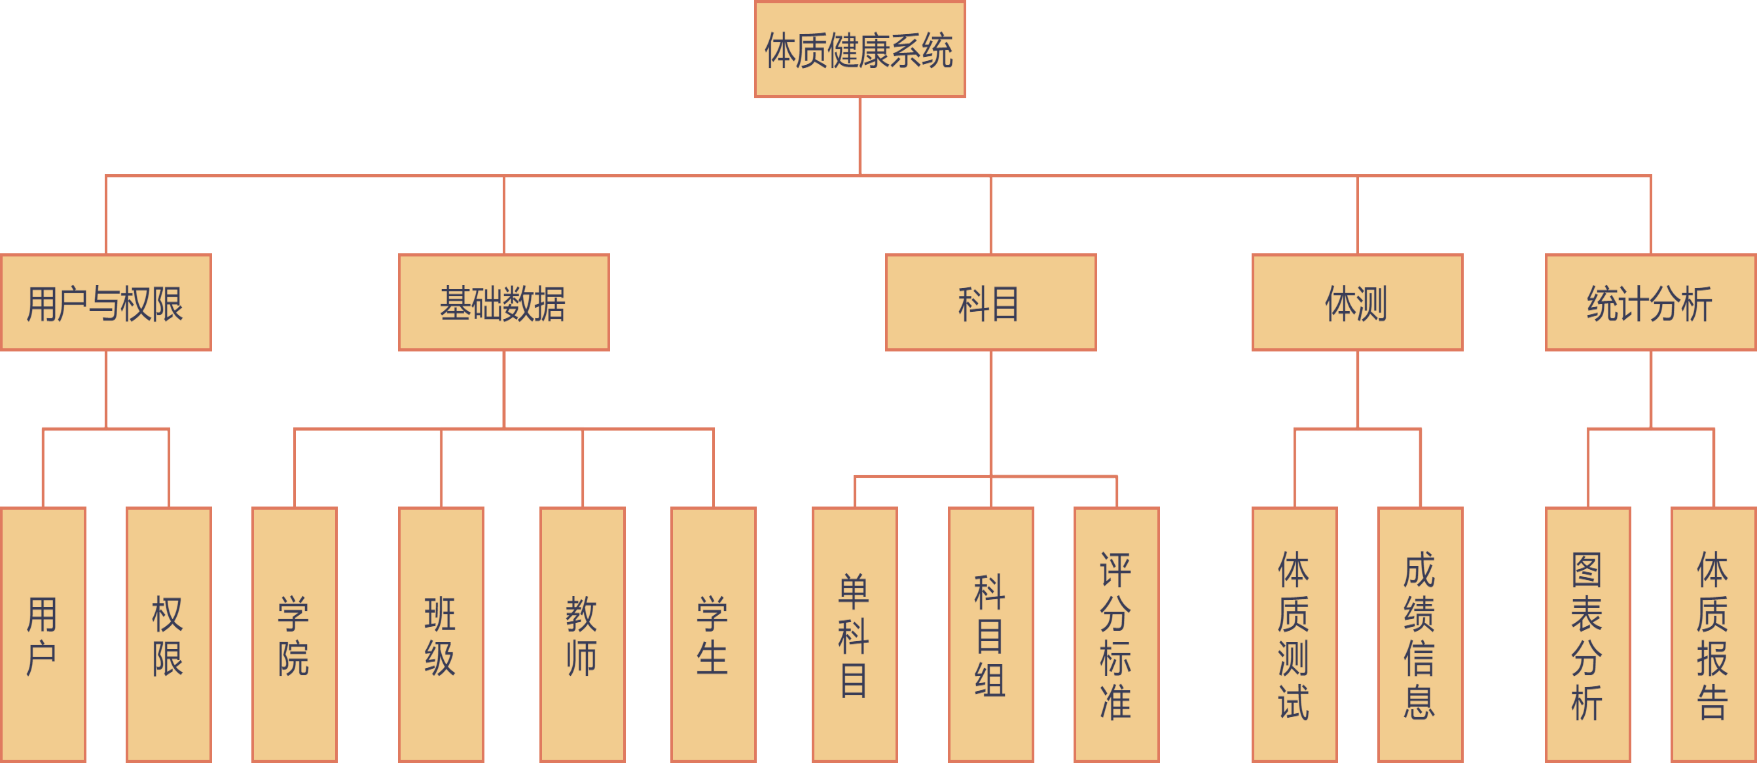 体质健康系统
用户与权限
基础数据
科目
体测
统计分析
用户
权限
学院
班级
教师
学生
单科目
科目组
评分标准
体质测试
成绩信息
图表分析
体质报告